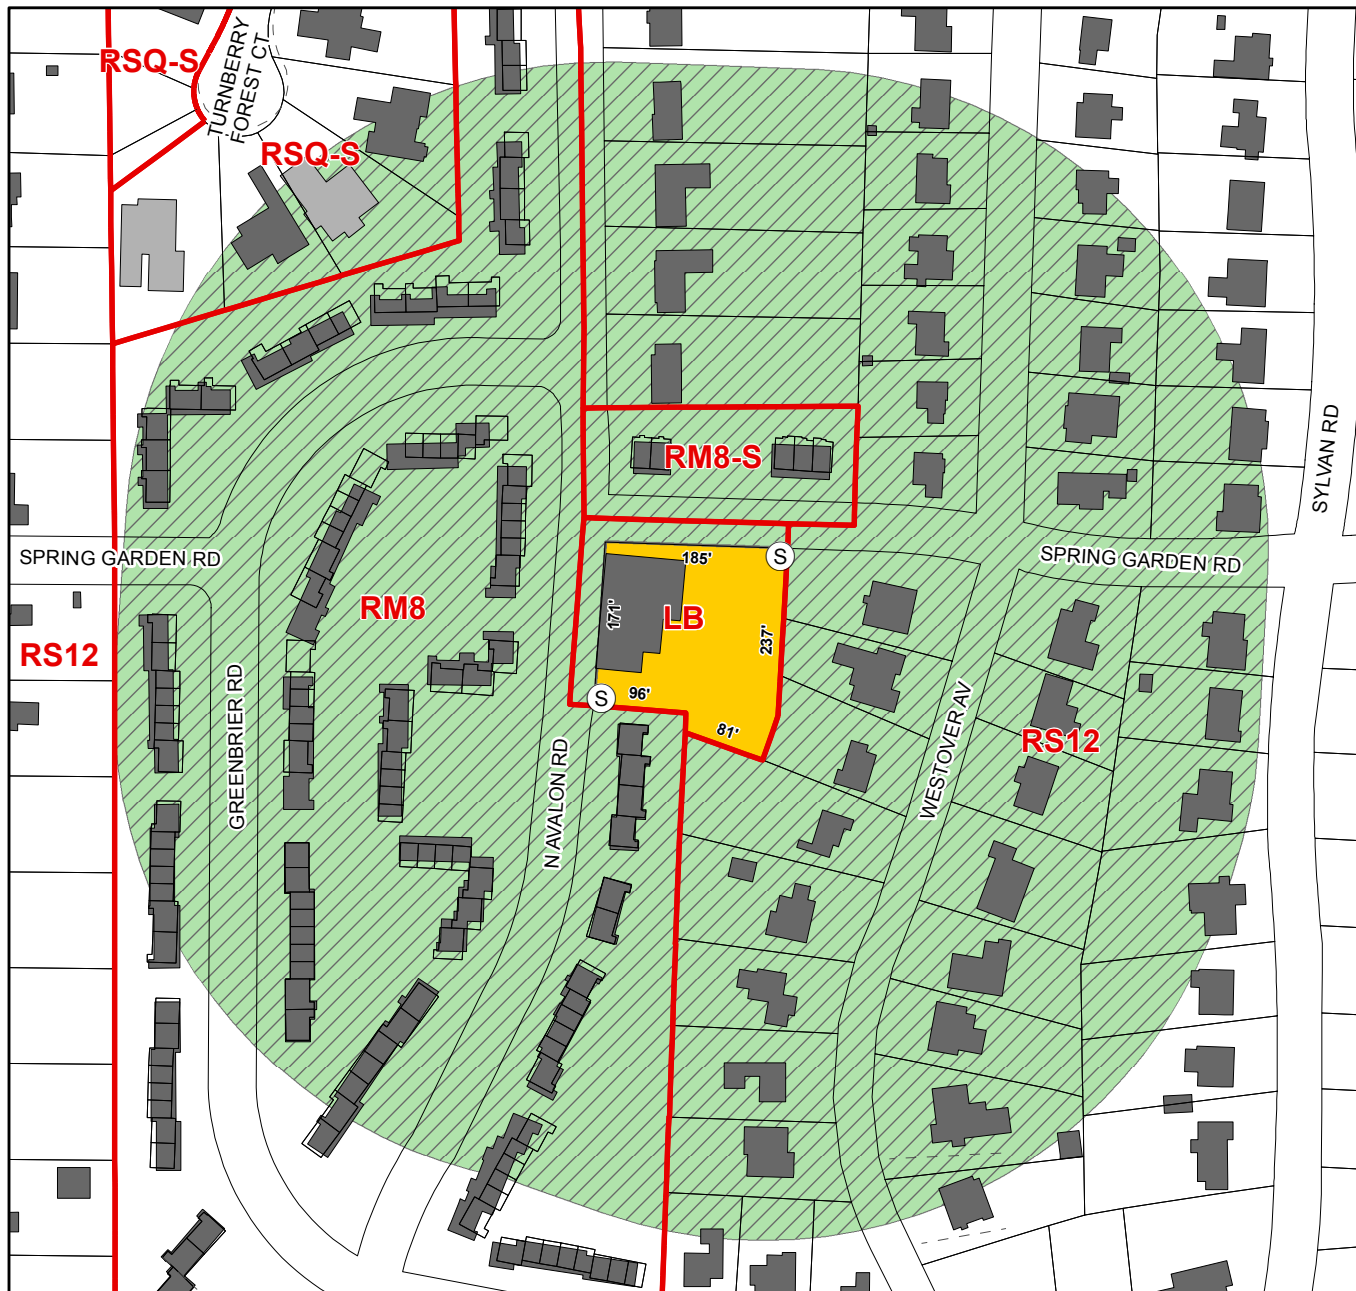 RSQ-S
TURNBERRY
FOREST CT
RSQ-S
RM8-S
SYLVAN RD
SPRING GARDEN RD
185'
S
SPRING GARDEN RD
RM8
171'
LB
237'
RS12
GREENBRIER RD
96'
S
81'
WESTOVER AV
RS12
N AVALON RD